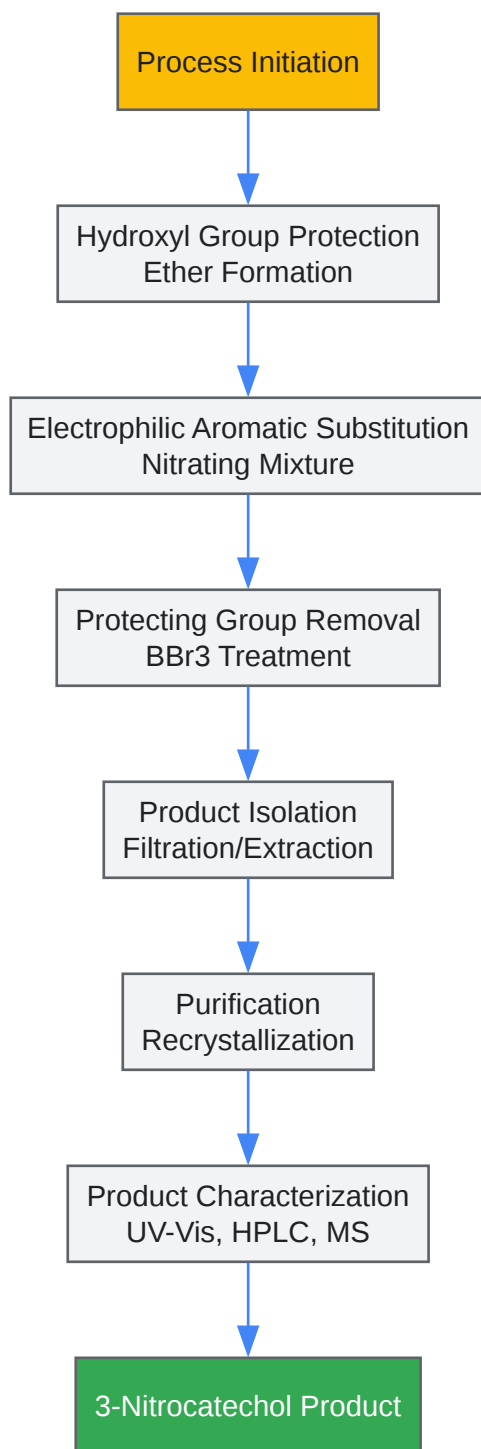 Process Initiation
Hydroxyl Group Protection
Ether Formation
Electrophilic Aromatic Substitution
Nitrating Mixture
Protecting Group Removal
BBr3 Treatment
Product Isolation
Filtration/Extraction
Purification
Recrystallization
Product Characterization
UV-Vis, HPLC, MS
3-Nitrocatechol Product